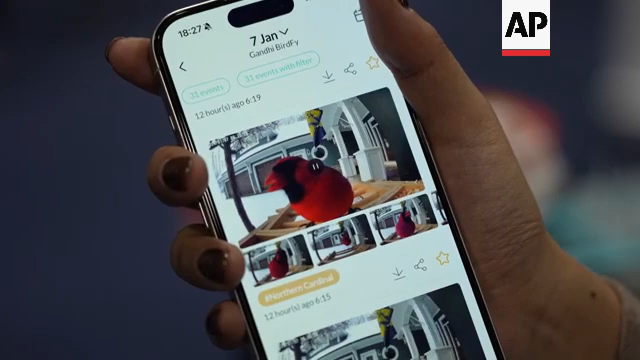 AP
18:27
7 Jan
Gandhi BirdFy
31 events
31 events with filter
12 hour(s) ago 6:19
#Northern Cardinal
12 hour(s) ago 6:15